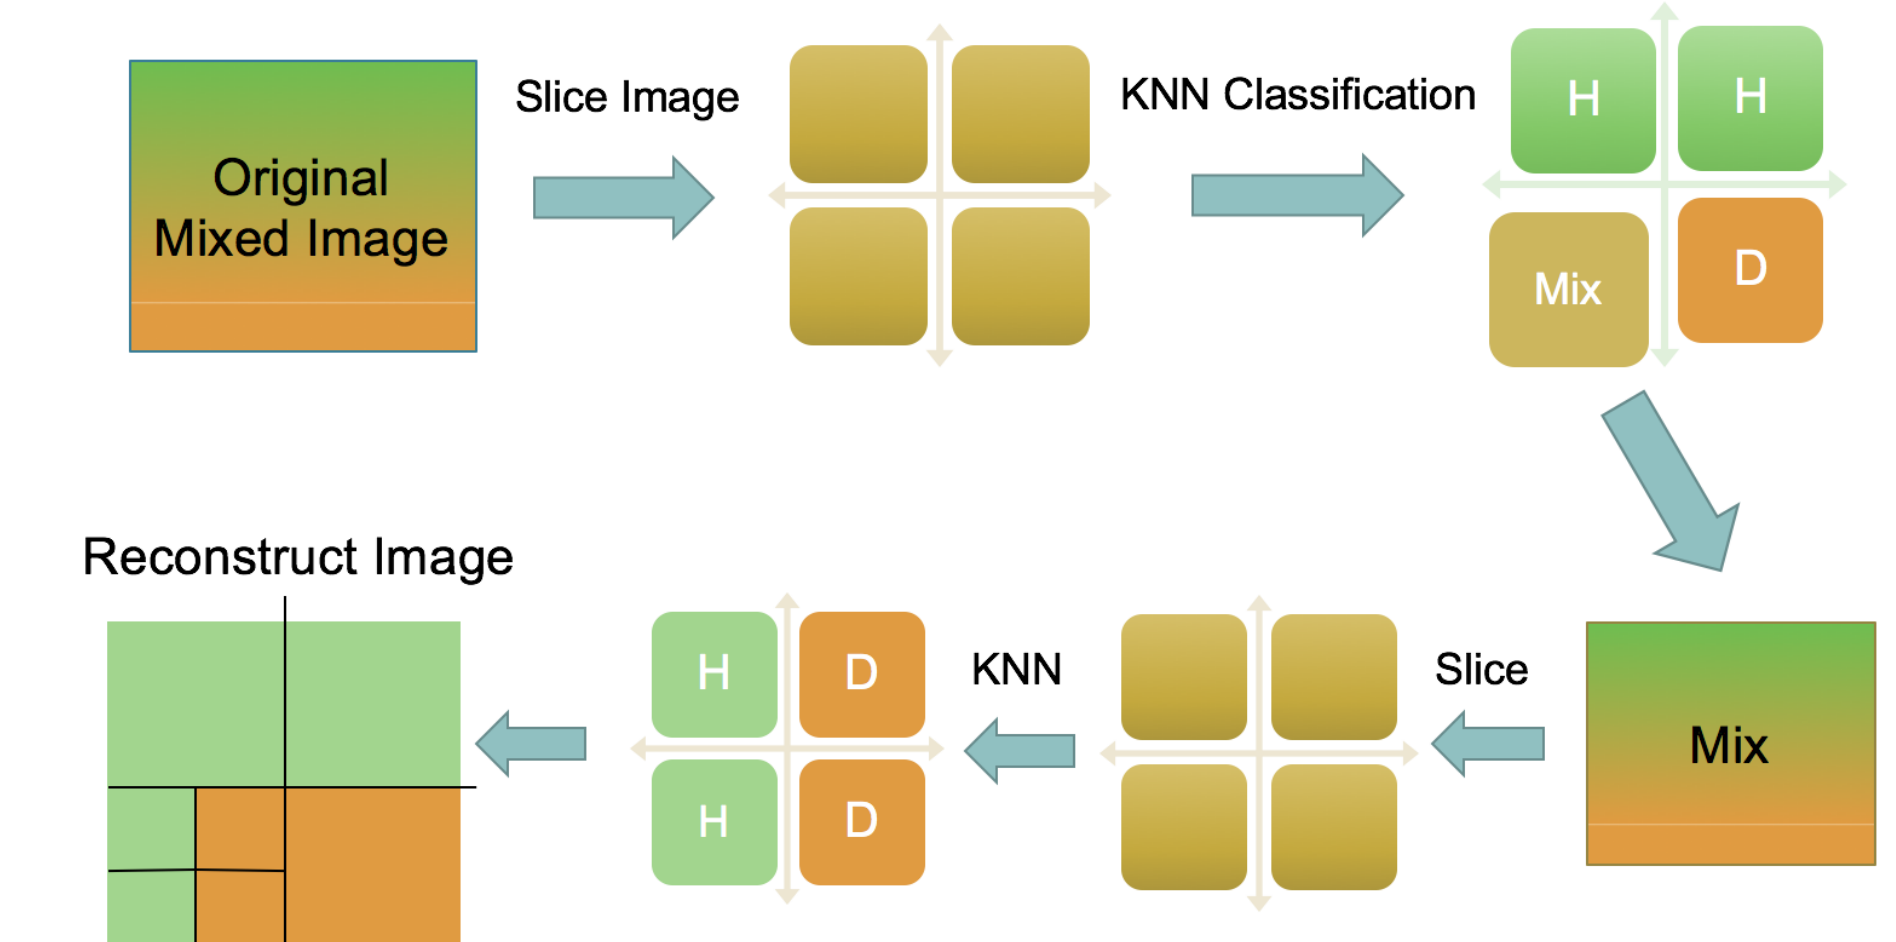 Original
Mixed Image
Slice Image
KNN Classification
H
H
Mix
D
Mix
Slice
KNN
H
D
H
D
Reconstruct Image